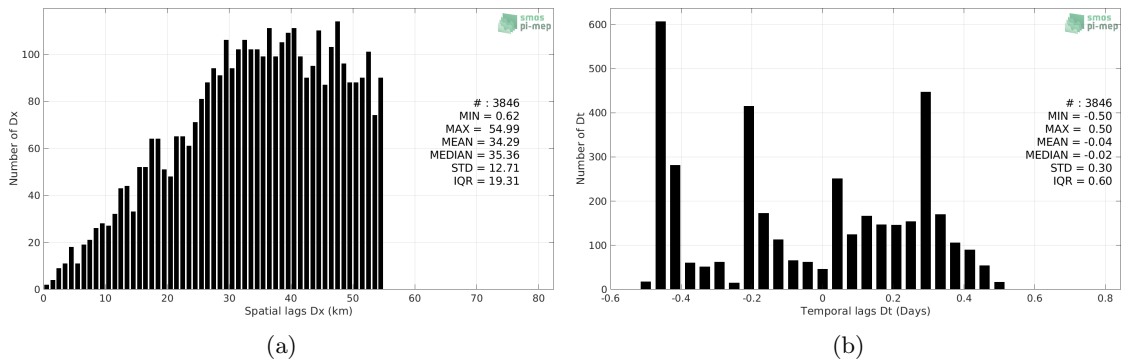 smos
pi-mep
Number of Dx
100
80
60
40
20
0
# : 3846
MIN = 0.62
MAX = 54.99
MEAN = 34.29
MEDIAN = 35.36
STD = 12.71
IQR = 19.31
0 10 20 30 40 50 60 70 80
Spatial lags Dx (km)
(a)
smos
pi-mep
Number of Dt
600
500
400
300
200
100
0
# : 3846
MIN = -0.50
MAX = 0.50
MEAN = -0.04
MEDIAN = -0.02
STD = 0.30
IQR = 0.60
-0.6 -0.4 -0.2 0 0.2 0.4 0.6 0.8
Temporal lags Dt (Days)
(b)